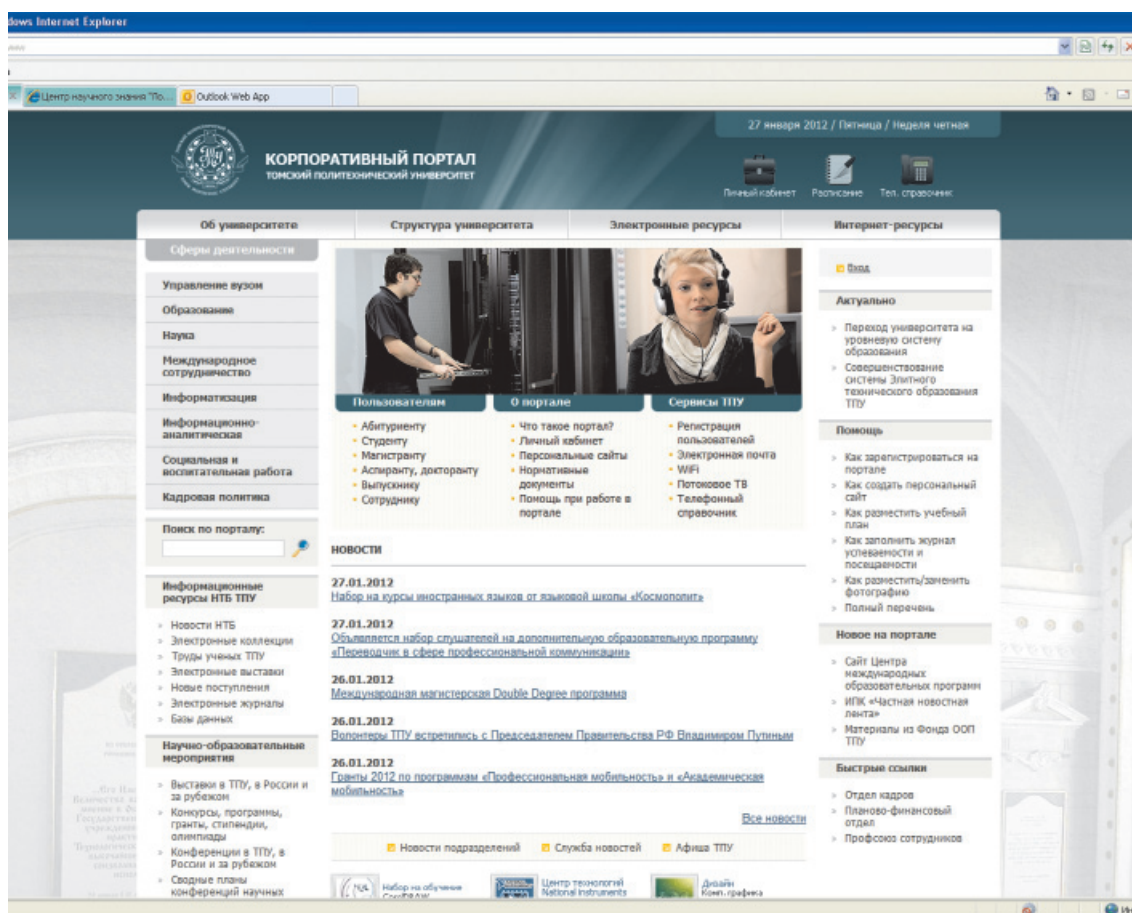 dows Internet Explorer
Центр научного знания "По...
Outlook Web App
27 января 2012 / Пятница / Неделя четная
КОРПОРАТИВНЫЙ ПОРТАЛ
ТОМСКИЙ ПОЛИТЕХНИЧЕСКИЙ УНИВЕРСИТЕТ
Личный кабинет
Расписание
Тел. справочник
Об университете
Структура университета
Электронные ресурсы
Интернет-ресурсы
Сферы деятельности
Управление вузом
Образование
Наука
Международное
сотрудничество
Информатизация
Информационно-
аналитическая
Социальная и
воспитательная работа
Кадровая политика
Поиск по порталу:
Информационные
ресурсы НТБ ТПУ
Новости НТБ
Электронные коллекции
Труды ученых ТПУ
Электронные выставки
Новые поступления
Электронные журналы
Базы данных
Научно-образовательные
мероприятия
Выставки в ТПУ, в России и
за рубежом
Конкурсы, программы,
гранты, стипендии,
олимпиады
Конференции в ТПУ, в
России и за рубежом
Сводные планы
конференций научных
Пользователям
Абитуриенту
Студенту
Магистранту
Аспиранту, докторанту
Выпускнику
Сотруднику
О портале
Что такое портал?
Личный кабинет
Персональные сайты
Нормативные
документы
Помощь при работе в
портале
Сервисы ТПУ
Регистрация
пользователей
Электронная почта
WiFi
Потоковое ТВ
Телефонный
справочник
НОВОСТИ
27.01.2012
Набор на курсы иностранных языков от языковой школы «Космополит»
27.01.2012
Объявляется набор слушателей на дополнительную образовательную программу
«Переводчик в сфере профессиональной коммуникации»
26.01.2012
Международная магистерская Double Degree программа
26.01.2012
Волонтеры ТПУ встретились с Председателем Правительства РФ Владимиром Путиным
26.01.2012
Гранты 2012 по программам «Профессиональная мобильность» и «Академическая
мобильность»
Все новости
Новости подразделений
Служба новостей
Афиша ТПУ
Набор на обучение
CorelDRAW
Центр технологий
National Instruments
Дизайн
Комп. графика
Вход
Актуально
Переход университета на
уровневую систему
образования
Совершенствование
системы Элитного
технического образования
ТПУ
Помощь
Как зарегистрироваться на
портале
Как создать персональный
сайт
Как разместить учебный
план
Как заполнить журнал
успеваемости и
посещаемости
Как разместить/заменить
фотографию
Полный перечень
Новое на портале
Сайт Центра
международных
образовательных программ
ИПК «Частная новостная
лента»
Материалы из Фонда ООП
ТПУ
Быстрые ссылки
Отдел кадров
Планово-финансовый
отдел
Профсоюз сотрудников